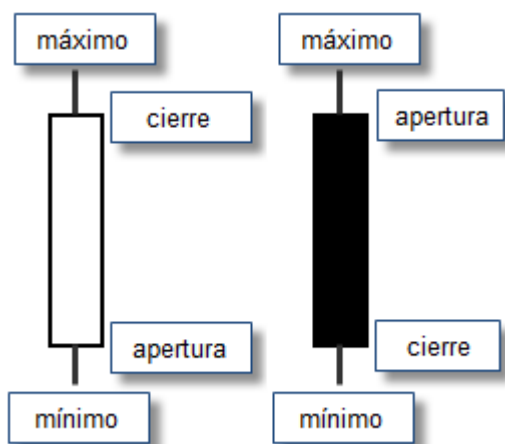 máximo
cierre
apertura
mínimo
máximo
apertura
cierre
mínimo